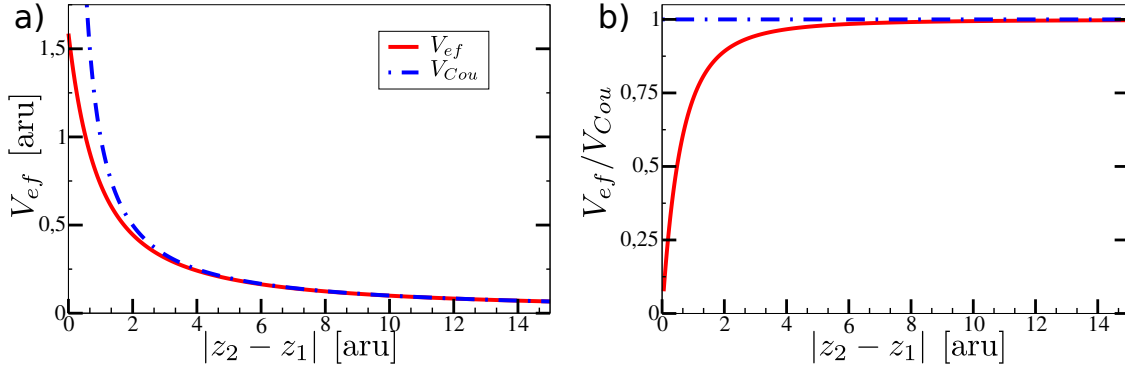 a)
V_{ef} [aru]
1,5
1
0,5
0
V_{ef}
V_{Cou}
0 2 4 6 8 10 12 14
|z_2 − z_1| [aru]
b)
V_{ef}/V_{Cou}
1
0,75
0,5
0,25
0
0 2 4 6 8 10 12 14
|z_2 − z_1| [aru]